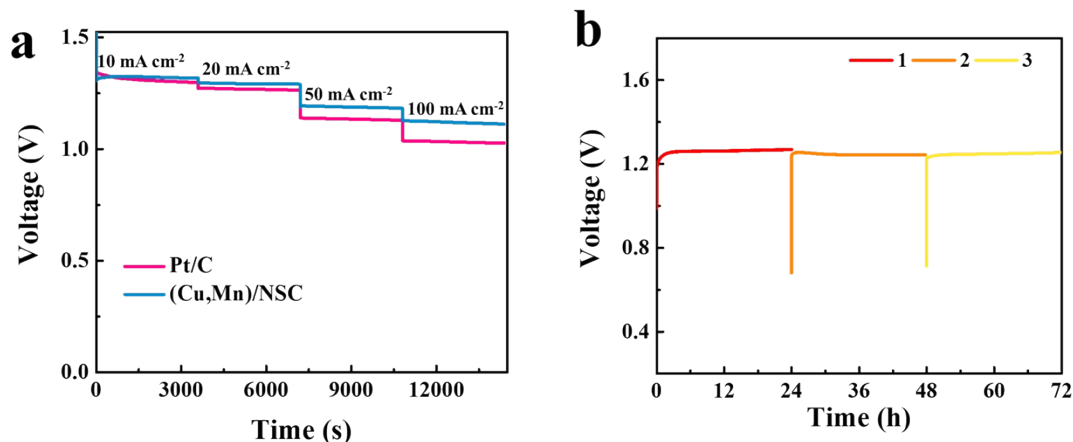 a
Voltage (V)
1.5
1.0
0.5
0.0
10 mA cm⁻²
20 mA cm⁻²
50 mA cm⁻²
100 mA cm⁻²
Pt/C
(Cu,Mn)/NSC
0 3000 6000 9000 12000
Time (s)
b
Voltage (V)
1.6
1.2
0.8
0.4
1 2 3
0 12 24 36 48 60 72
Time (h)